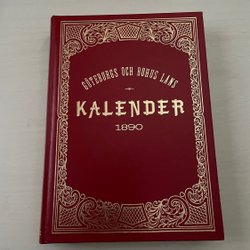 GÖTEBORGS OCH BOHUS LÄNS
KALENDER
1890